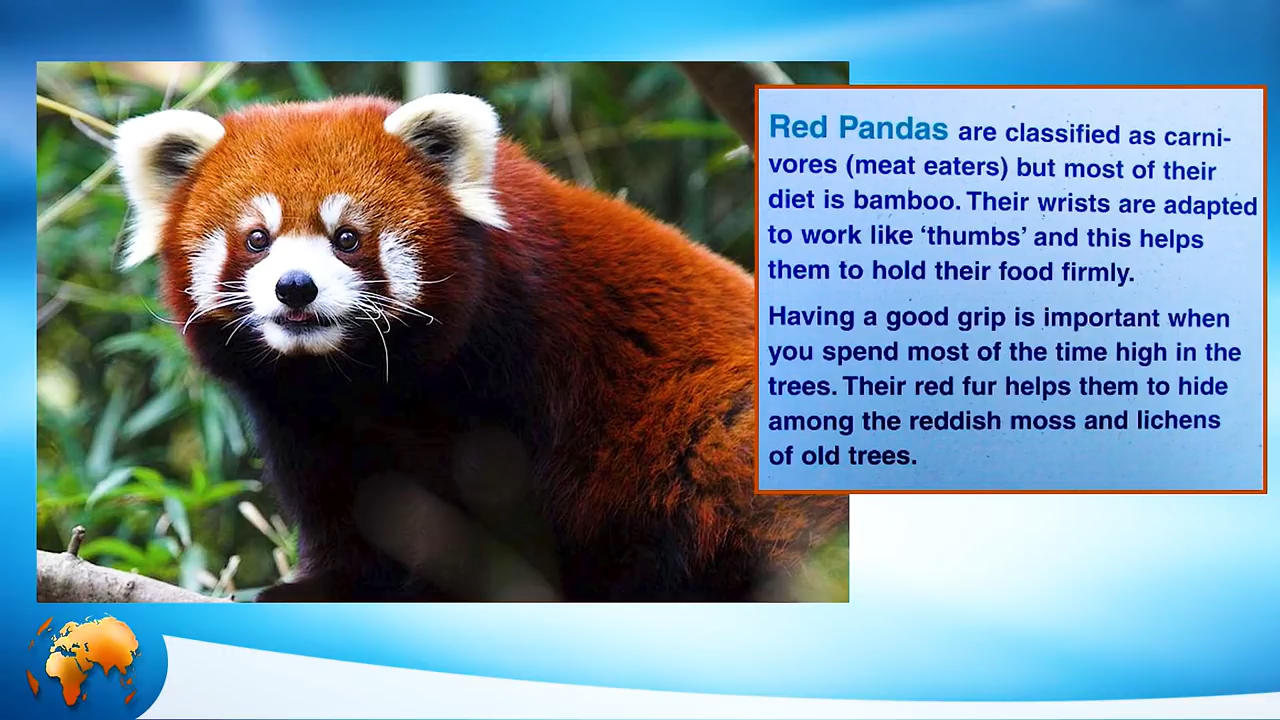 Red Pandas are classified as carni-
vores (meat eaters) but most of their
diet is bamboo. Their wrists are adapted
to work like ‘thumbs’ and this helps
them to hold their food firmly.
Having a good grip is important when
you spend most of the time high in the
trees. Their red fur helps them to hide
among the reddish moss and lichens
of old trees.